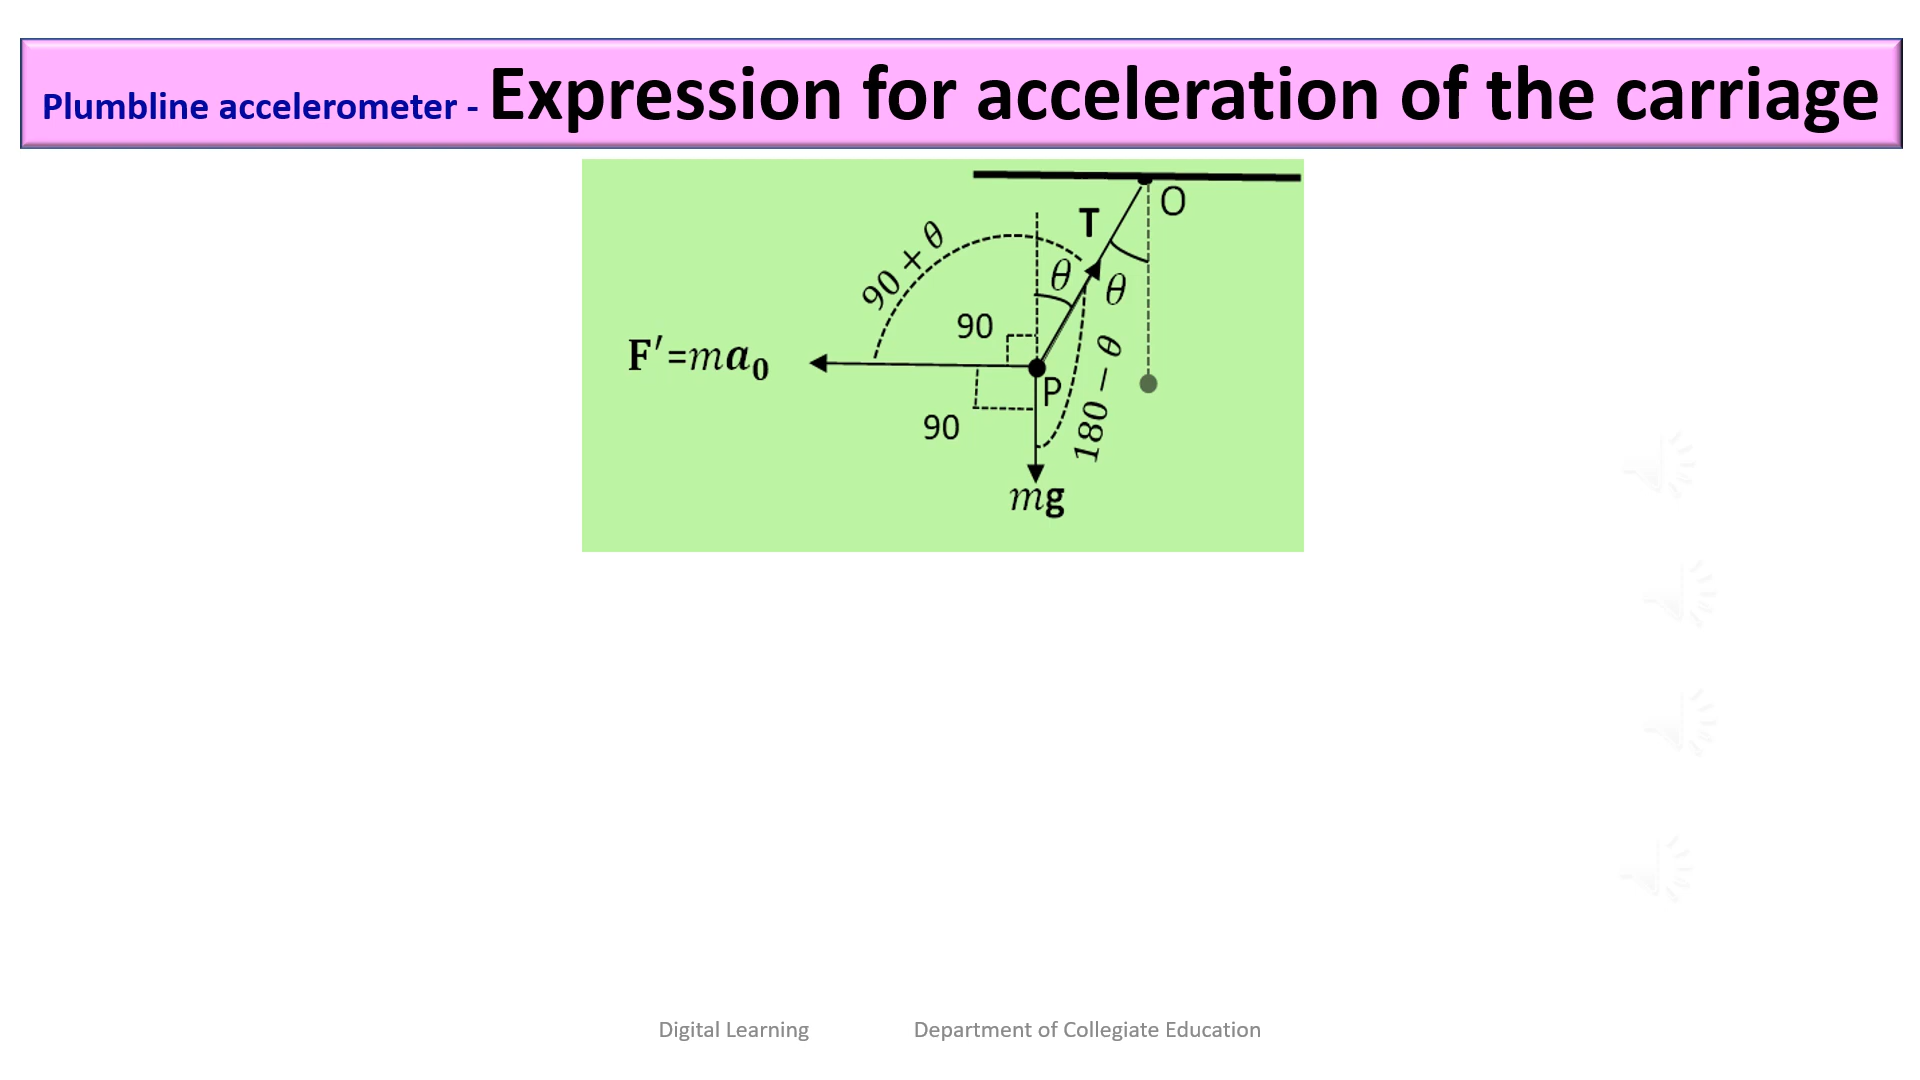 Plumbline accelerometer - Expression for acceleration of the carriage
O
T
90 + θ
θ
θ
90
F′=ma₀
P
180 − θ
90
mg
Digital Learning
Department of Collegiate Education